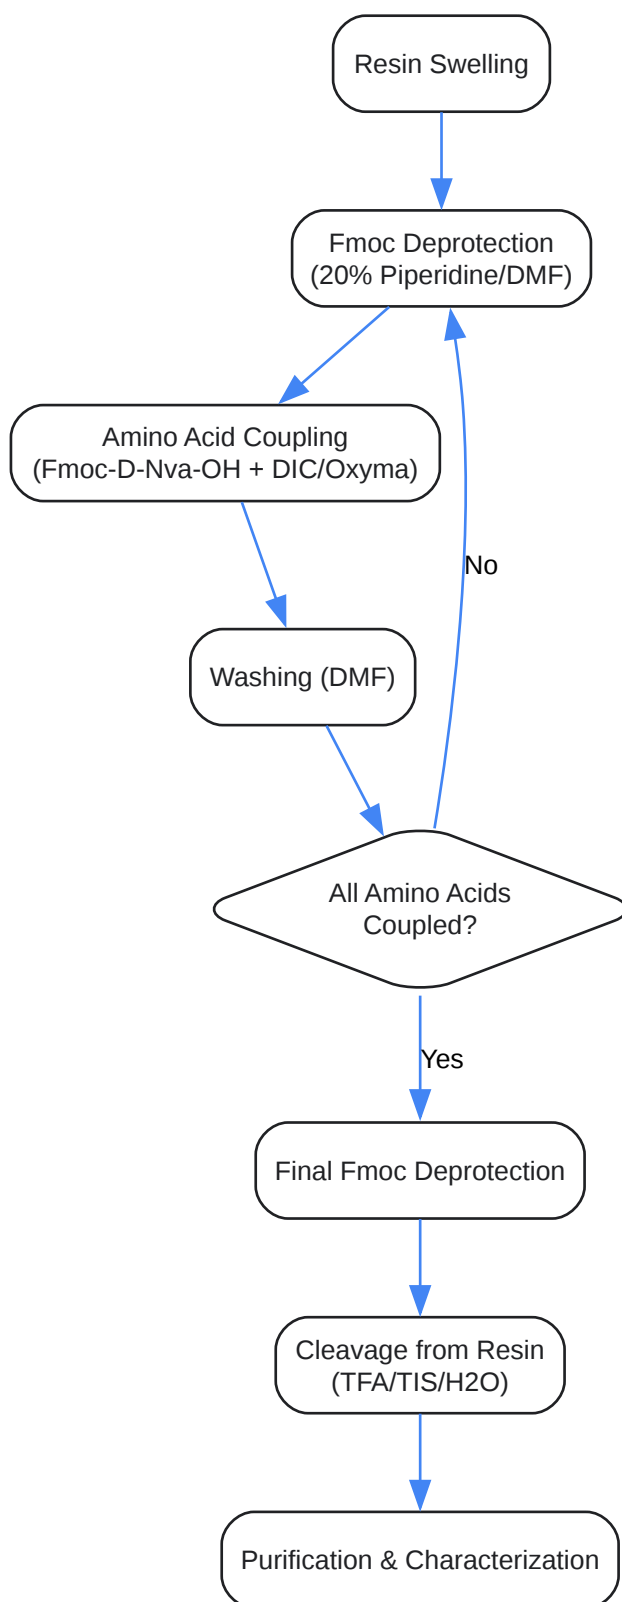 Resin Swelling
Fmoc Deprotection
(20% Piperidine/DMF)
Amino Acid Coupling
(Fmoc-D-Nva-OH + DIC/Oxyma)
No
Washing (DMF)
All Amino Acids
Coupled?
Yes
Final Fmoc Deprotection
Cleavage from Resin
(TFA/TIS/H2O)
Purification & Characterization